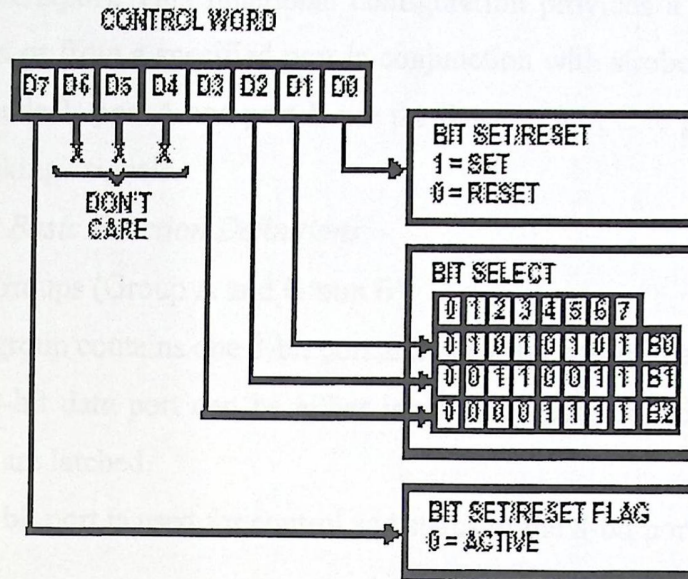 CONTROL WORD
D7 D6 D5 D4 D3 D2 D1 D0
X X X
DON'T
CARE
BIT SET/RESET
1 = SET
0 = RESET
BIT SELECT
0 1 2 3 4 5 6 7
0 1 0 1 0 1 0 1 B0
0 0 1 1 0 0 1 1 B1
0 0 0 0 1 1 1 1 B2
BIT SET/RESET FLAG
0 = ACTIVE